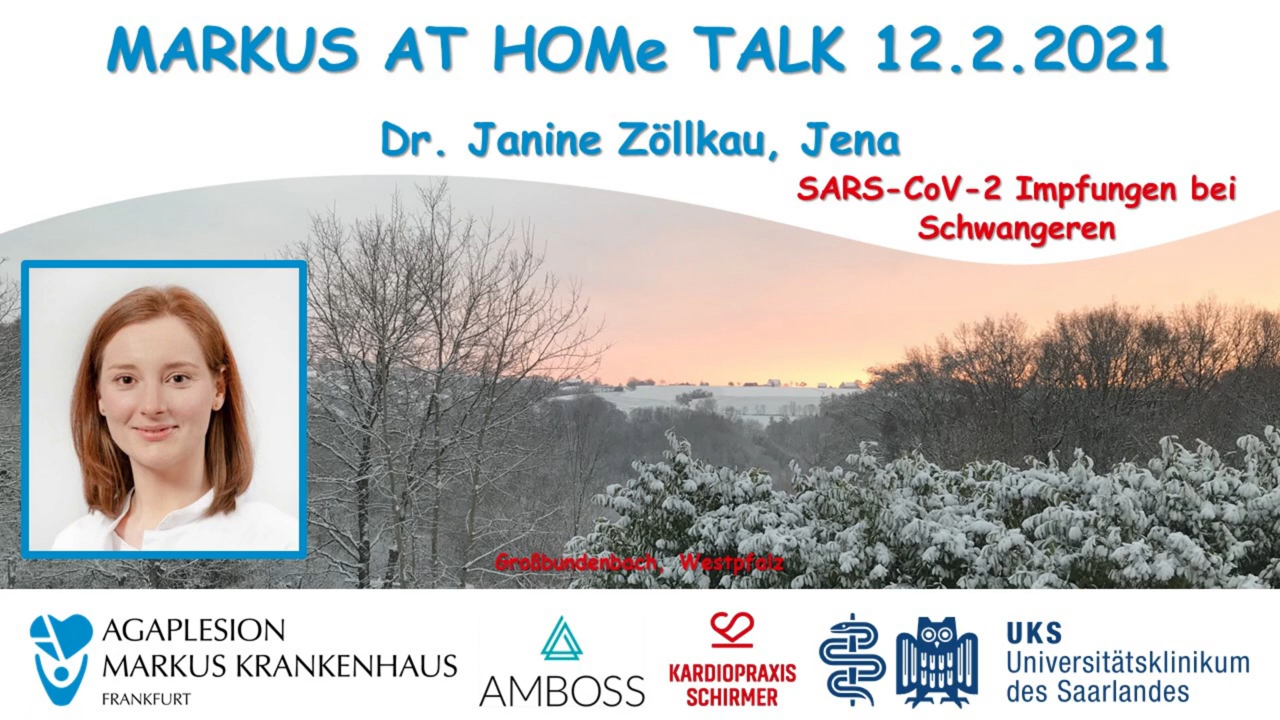 MARKUS AT HOMe TALK 12.2.2021
Dr. Janine Zöllkau, Jena
SARS-CoV-2 Impfungen bei
Schwangeren
Großbundenbach, Westpfalz
AGAPLESION
MARKUS KRANKENHAUS
FRANKFURT
AMBOSS
KARDIOPRAXIS
SCHIRMER
UKS
Universitätsklinikum
des Saarlandes